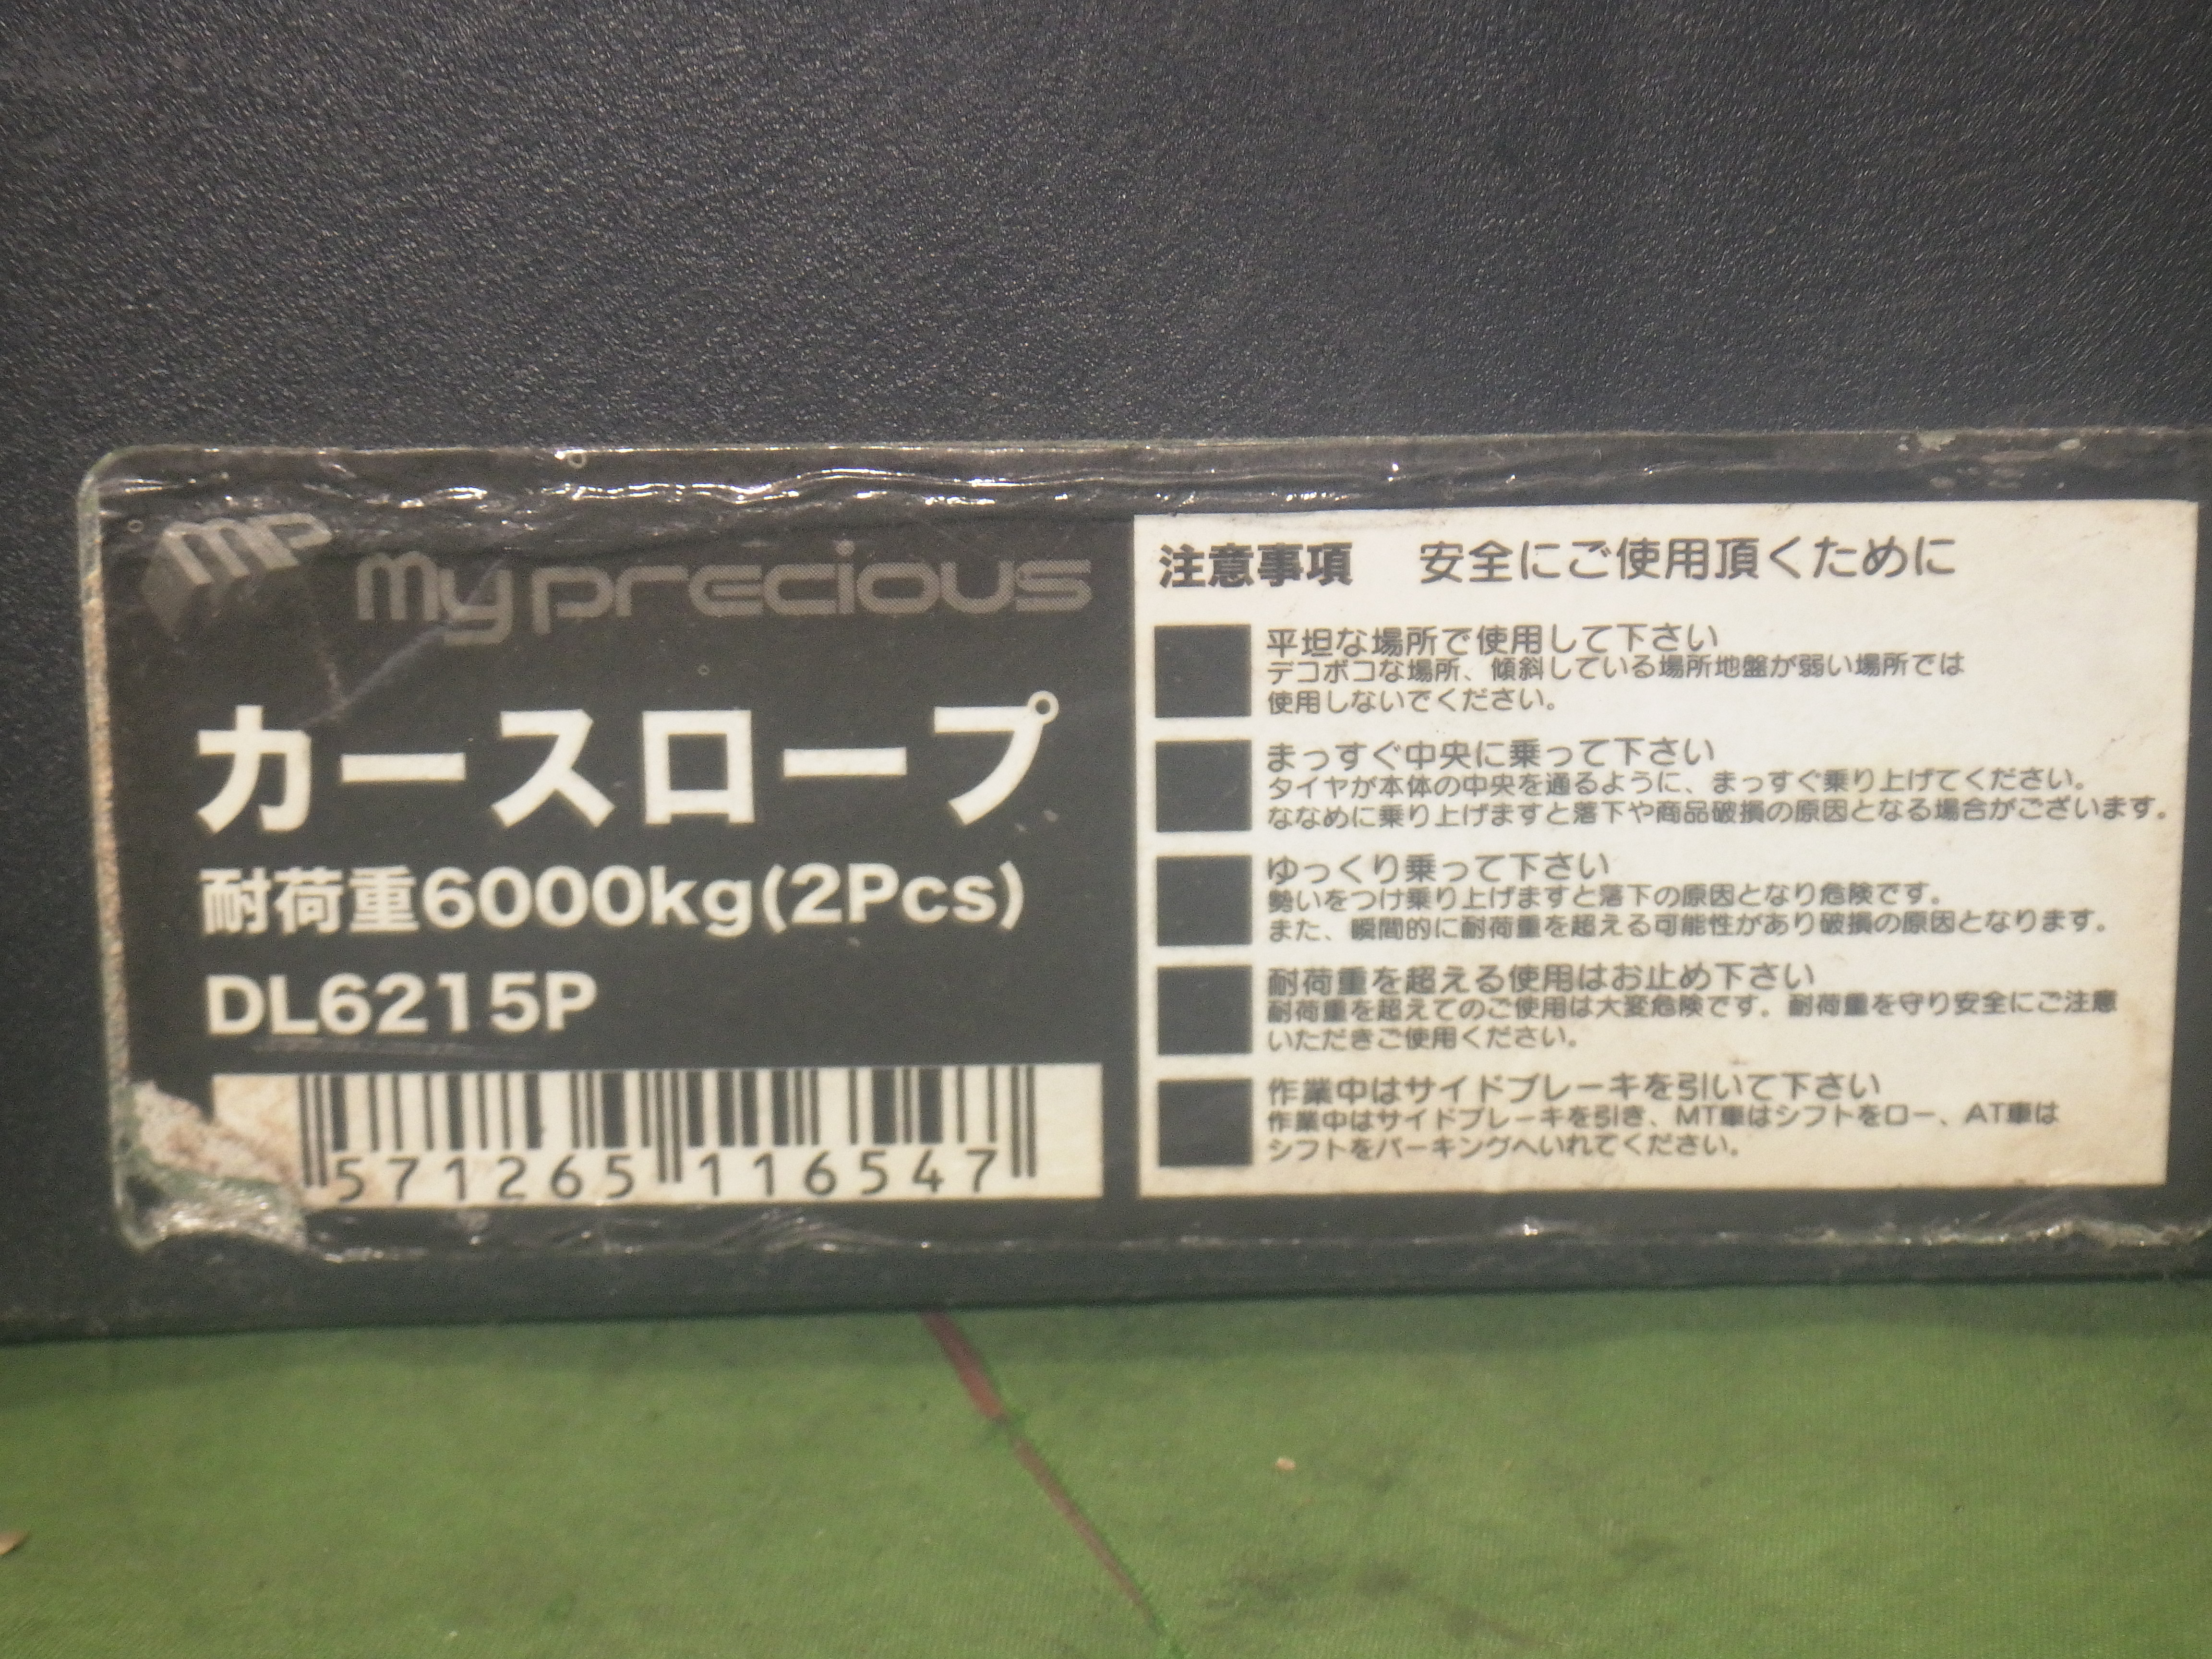 MP my precious
カースロープ
耐荷重6000kg(2Pcs)
DL6215P
571265 116547
注意事項 安全にご使用頂くために
平坦な場所で使用して下さい
デコボコな場所、傾斜している場所地盤が弱い場所では
使用しないでください。
まっすぐ中央に乗って下さい
タイヤが本体の中央を通るように、まっすぐ乗り上げてください。
ななめに乗り上げますと落下や商品破損の原因となる場合がございます。
ゆっくり乗って下さい
勢いをつけ乗り上げますと落下の原因となり危険です。
また、瞬間的に耐荷重を超える可能性があり破損の原因となります。
耐荷重を超える使用はお止め下さい
耐荷重を超えてのご使用は大変危険です。耐荷重を守り安全にご注意
いただきご使用ください。
作業中はサイドブレーキを引いて下さい
作業中はサイドブレーキを引き、MT車はシフトをロー、AT車は
シフトをパーキングへいれてください。